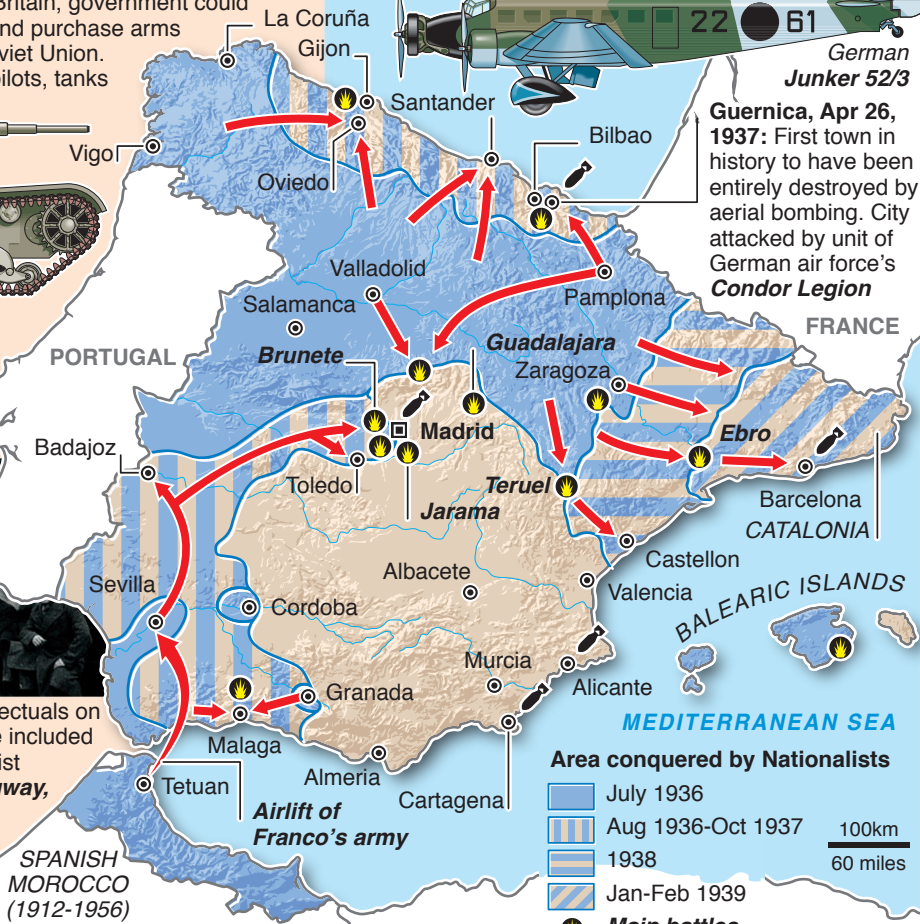 Britain, government could
nd purchase arms
viet Union.
pilots, tanks
22 61
German
Junker 52/3
Guernica, Apr 26,
1937: First town in
history to have been
entirely destroyed by
aerial bombing. City
attacked by unit of
German air force's
Condor Legion
La Coruña
Gijon
Santander
Bilbao
Vigo
Oviedo
Valladolid
Salamanca
Pamplona
Brunete
Guadalajara
Zaragoza
FRANCE
PORTUGAL
Madrid
Ebro
Badajoz
Toledo
Teruel
Jarama
Barcelona
CATALONIA
Castellon
Albacete
Valencia
Sevilla
Cordoba
BALEARIC ISLANDS
Murcia
Alicante
Granada
MEDITERRANEAN SEA
ectuals on
e included
ist
way,
Malaga
Almeria
Cartagena
Tetuan
Airlift of
Franco's army
SPANISH
MOROCCO
(1912-1956)
Area conquered by Nationalists
July 1936
Aug 1936-Oct 1937
1938
Jan-Feb 1939
Main battles
100km
60 miles